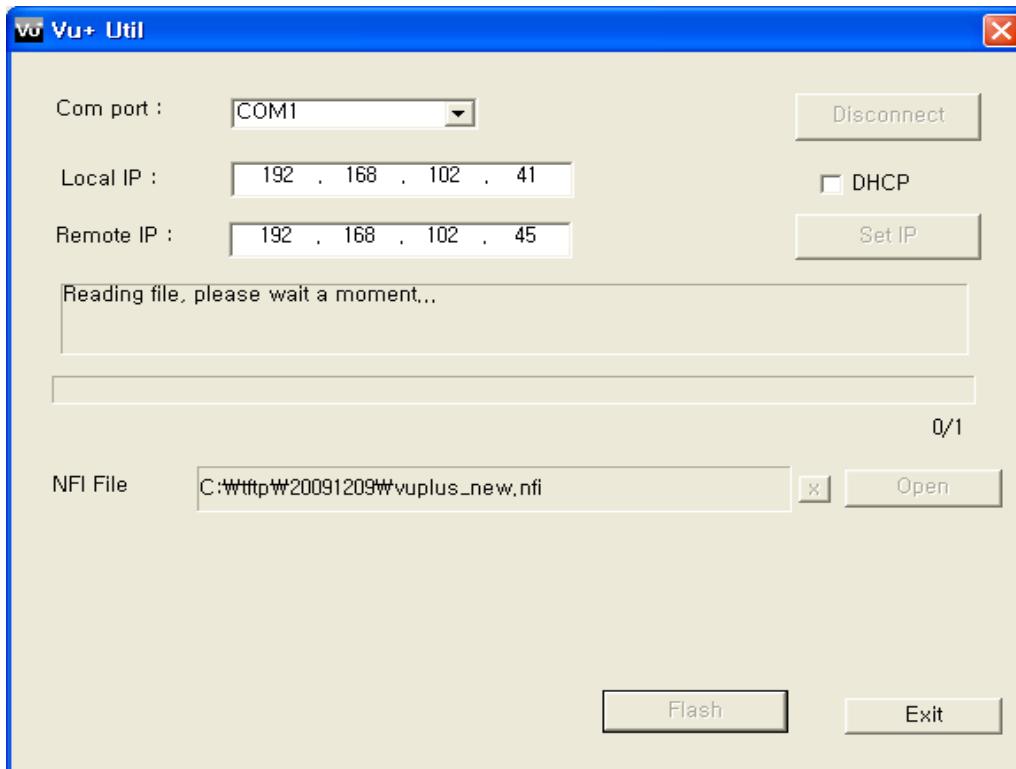 Vu+ Vu+ Util
Com port : COM1 Disconnect
Local IP : 192 . 168 . 102 . 41 DHCP
Remote IP : 192 . 168 . 102 . 45 Set IP
Reading file, please wait a moment...
0/1
NFI File C:₩tftp₩20091209₩vuplus_new.nfi x Open
Flash Exit